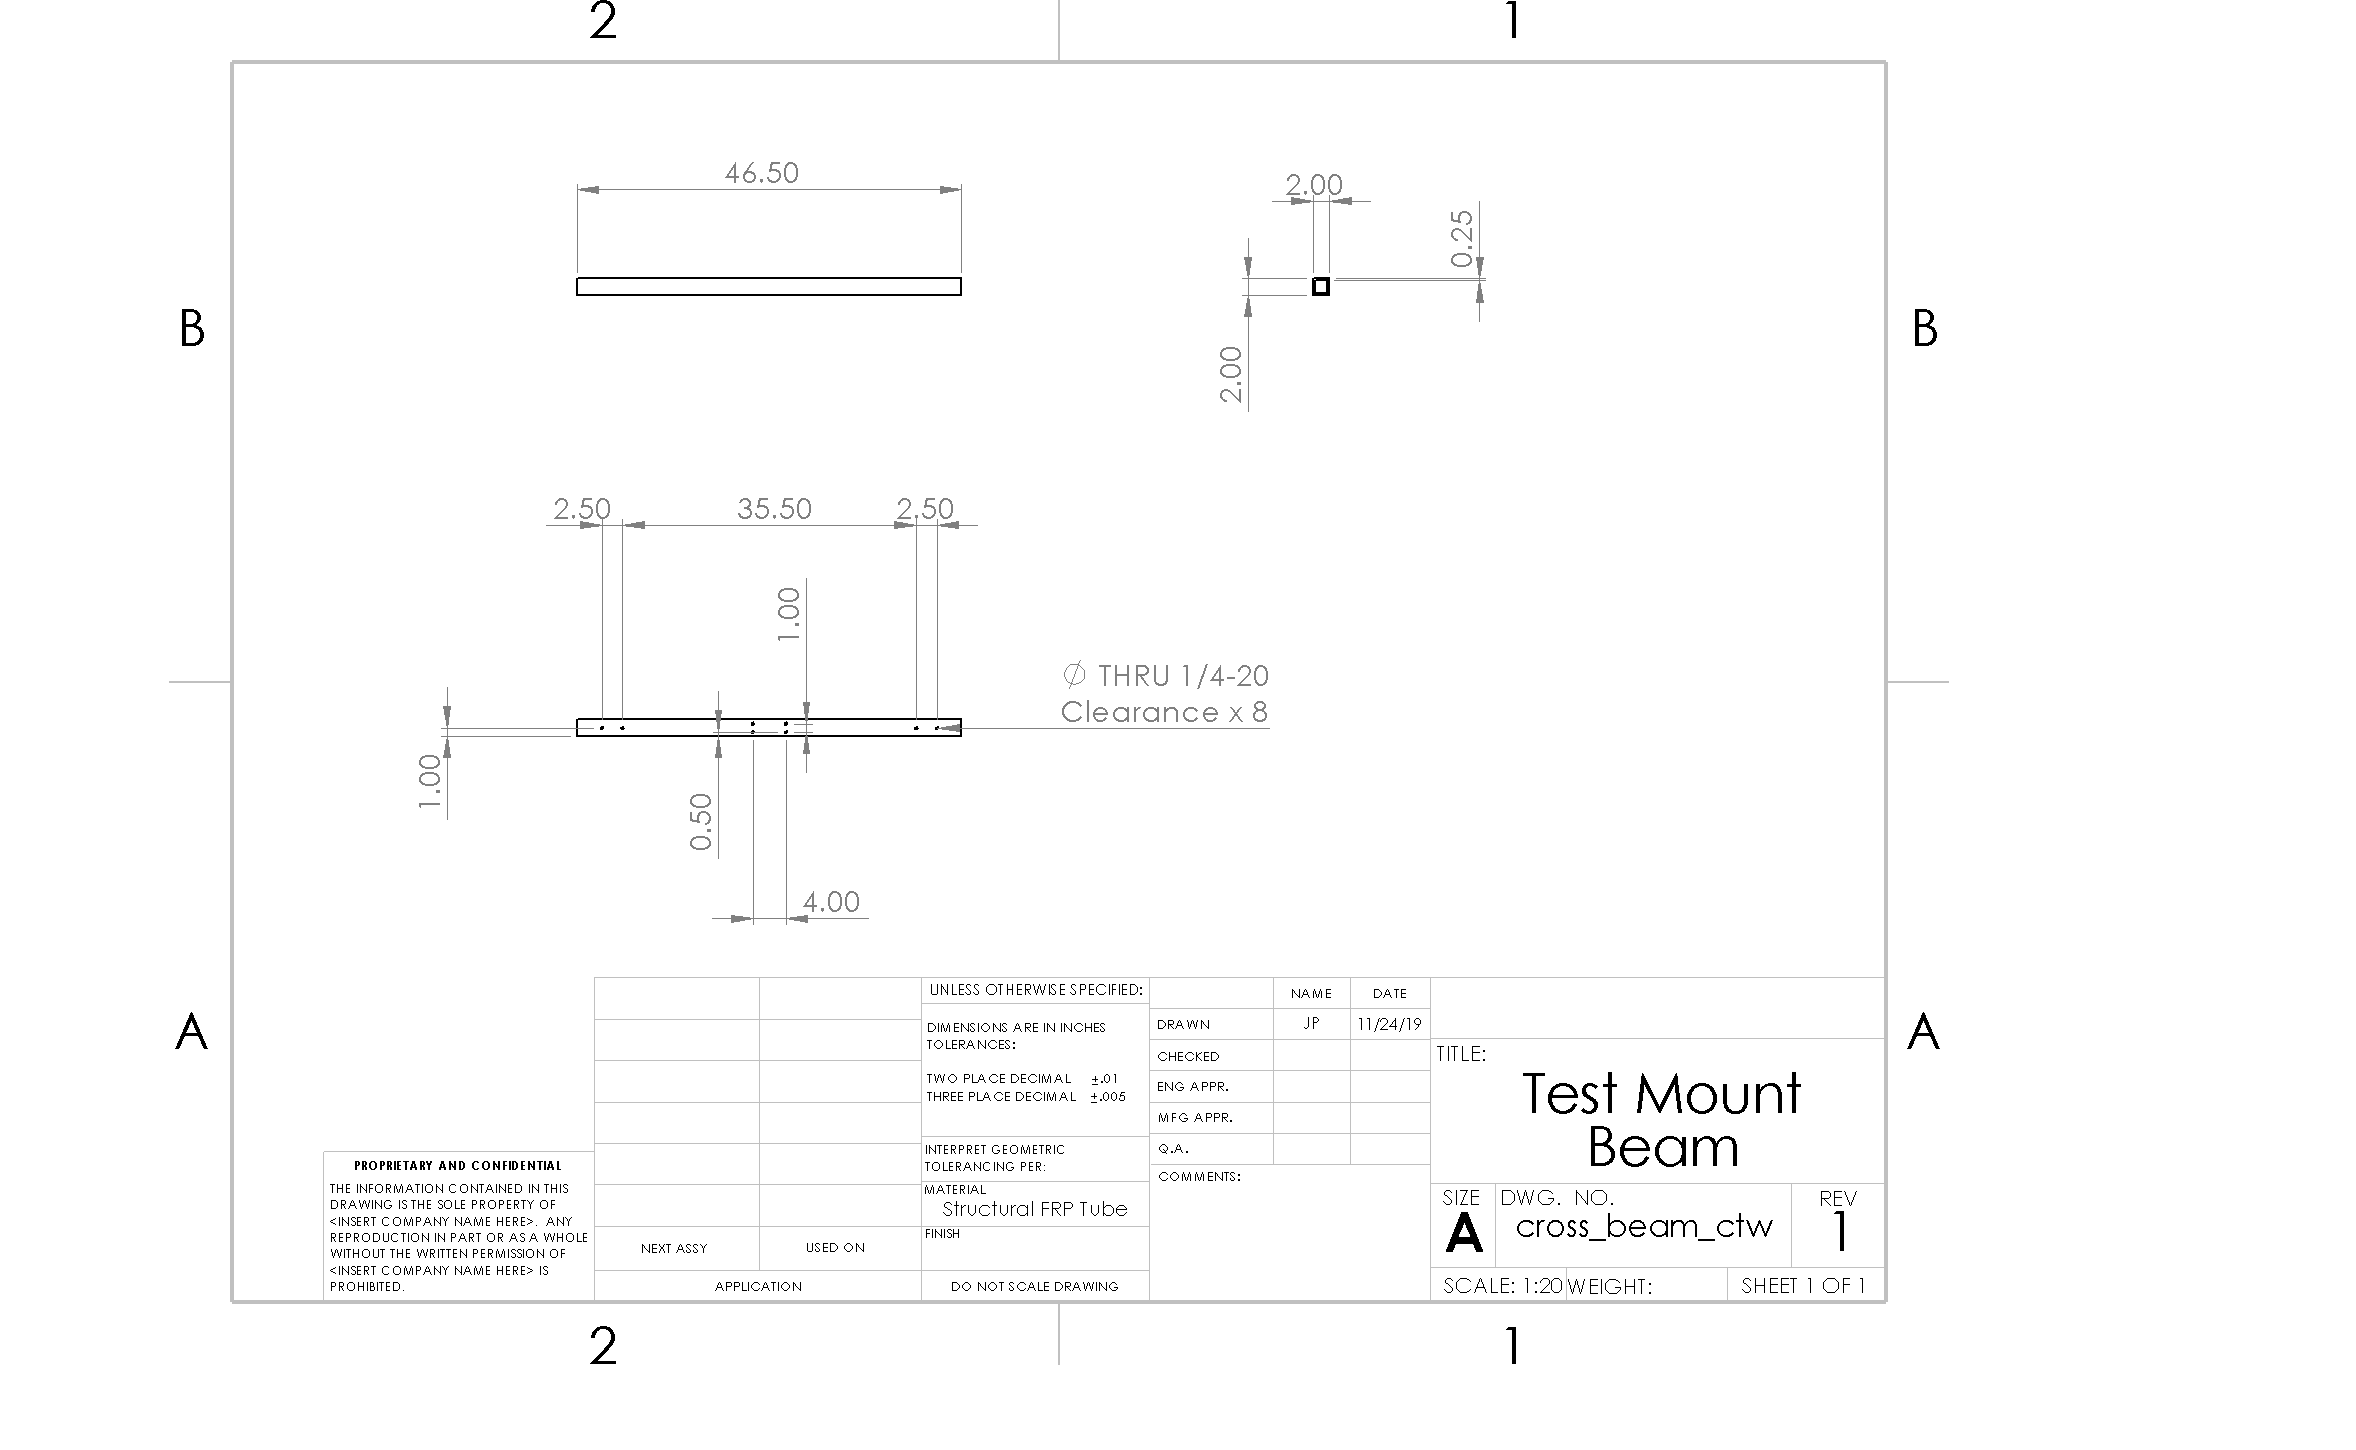 2 1
46.50
2.00
0.25
B B
2.00
2.50 35.50 2.50
1.00
⌀ THRU 1/4-20
Clearance x 8
1.00
0.50
4.00
A A
UNLESS OTHERWISE SPECIFIED:
DIMENSIONS ARE IN INCHES
TOLERANCES:
TWO PLACE DECIMAL ±.01
THREE PLACE DECIMAL ±.005
INTERPRET GEOMETRIC
TOLERANCING PER:
MATERIAL
Structural FRP Tube
FINISH
DO NOT SCALE DRAWING
NAME DATE
DRAWN JP 11/24/19
CHECKED
ENG APPR.
MFG APPR.
Q.A.
COMMENTS:
TITLE:
Test Mount
Beam
SIZE DWG. NO. REV
A cross_beam_ctw 1
SCALE: 1:20 WEIGHT: SHEET 1 OF 1
PROPRIETARY AND CONFIDENTIAL
THE INFORMATION CONTAINED IN THIS
DRAWING IS THE SOLE PROPERTY OF
<INSERT COMPANY NAME HERE>. ANY
REPRODUCTION IN PART OR AS A WHOLE
WITHOUT THE WRITTEN PERMISSION OF
<INSERT COMPANY NAME HERE> IS
PROHIBITED.
NEXT ASSY USED ON
APPLICATION
2 1